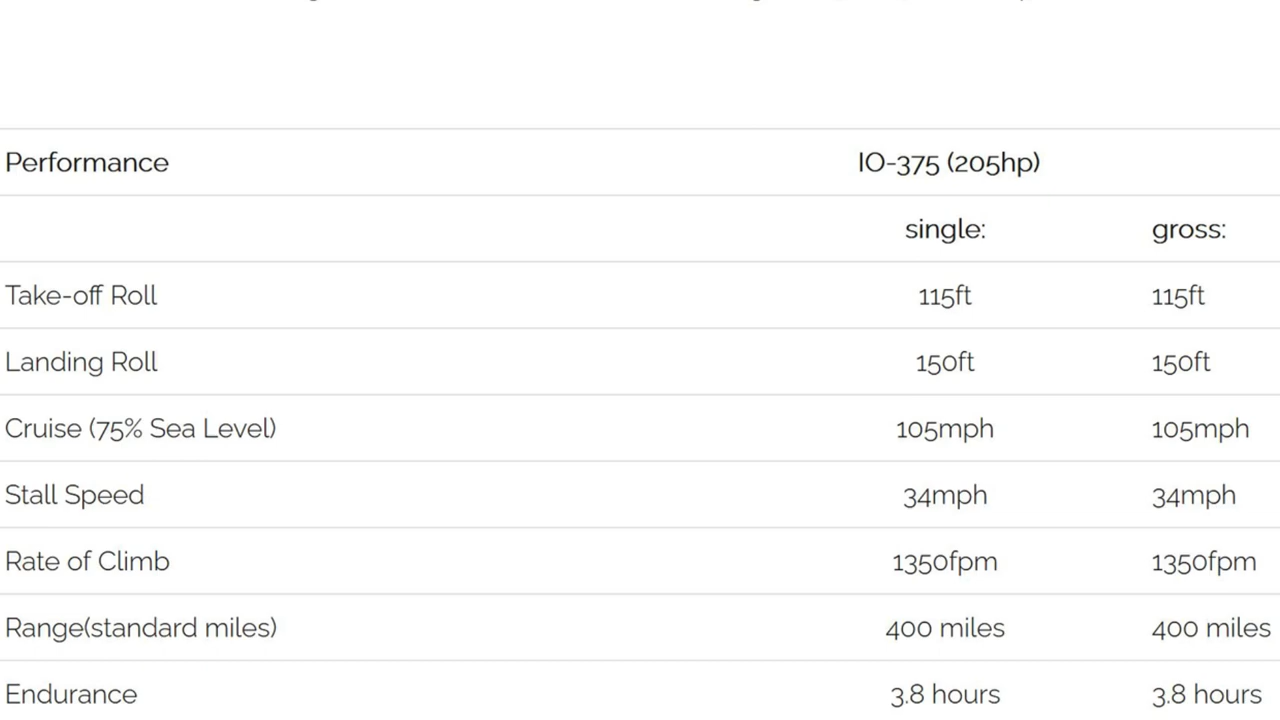 Performance IO-375 (205hp)
single: gross:
Take-off Roll 115ft 115ft
Landing Roll 150ft 150ft
Cruise (75% Sea Level) 105mph 105mph
Stall Speed 34mph 34mph
Rate of Climb 1350fpm 1350fpm
Range(standard miles) 400 miles 400 miles
Endurance 3.8 hours 3.8 hours